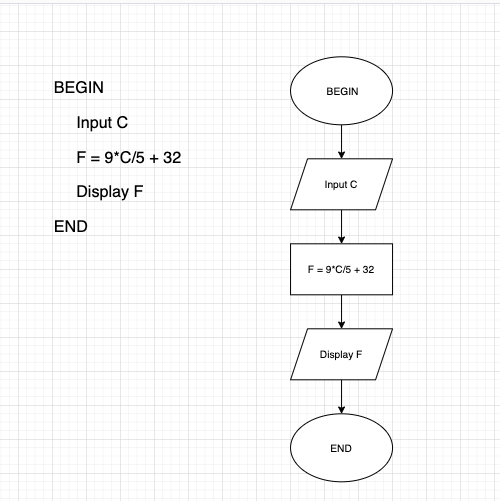 BEGIN
Input C
F = 9*C/5 + 32
Display F
END
BEGIN
Input C
F = 9*C/5 + 32
Display F
END